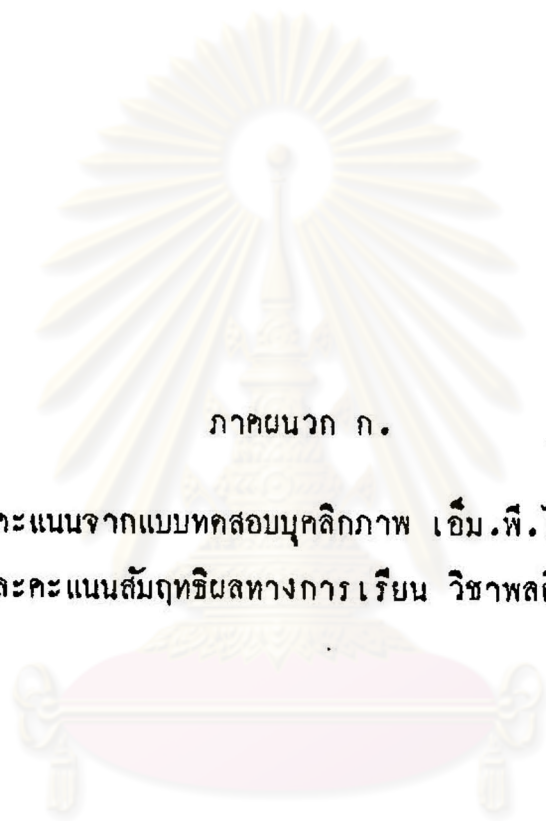 ภาคผนวก ก.
คะแนนจากแบบทดสอบบุคลิกภาพ เอ็ม.พี.
ละคะแนนสัมฤทธิผลทางการเรียน วิชาพล